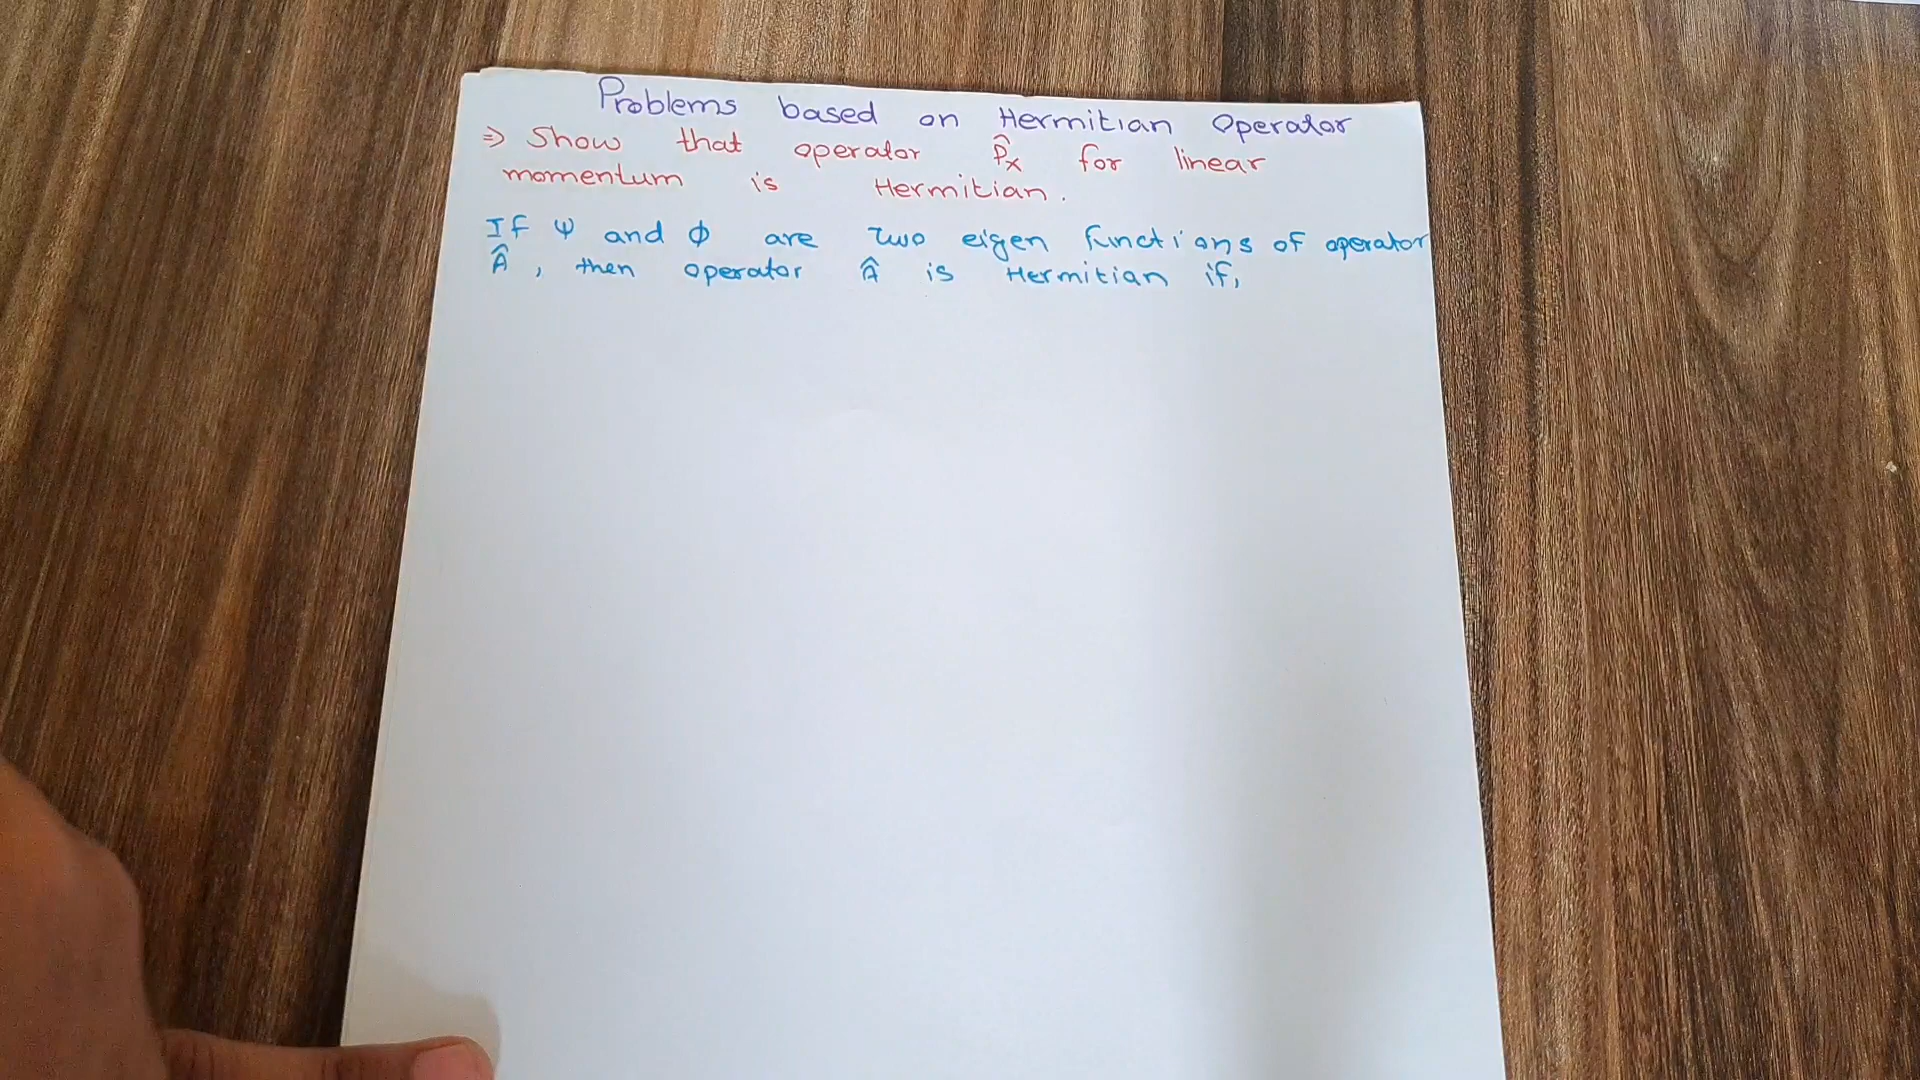 Problems based on Hermitian Operator
⇒ Show that operator P̂x for linear
momentum is Hermitian.
If ψ and ϕ are two eigen functions of operator
Â, then operator Â is Hermitian if,